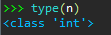 >>> type(n)
<class 'int'>